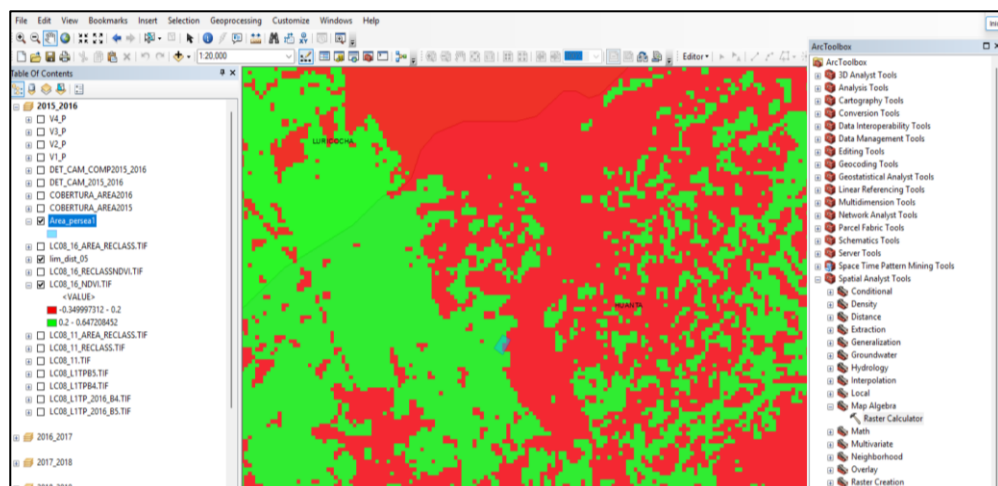 File Edit View Bookmarks Insert Selection Geoprocessing Customize Windows Help
1:20.000
Editor
Table Of Contents
2015_2016
V4_P
V3_P
V2_P
V1_P
DET_CAM_COMP2015_2016
DET_CAM_2015_2016
COBERTURA_AREA2016
COBERTURA_AREA2015
Area_persea1
LC08_16_AREA_RECLASS.TIF
lim_dist_05
LC08_16_RECLASSNDVI.TIF
LC08_16_NDVI.TIF
<VALUE>
-0.349997312 - 0.2
0.2 - 0.647208452
LC08_11_AREA_RECLASS.TIF
LC08_11_RECLASS.TIF
LC08_11.TIF
LC08_L1TPB5.TIF
LC08_L1TPB4.TIF
LC08_L1TP_2016_B4.TIF
LC08_L1TP_2016_B5.TIF
2016_2017
2017_2018
LURICOCHA
HUANTA
ArcToolbox
ArcToolbox
3D Analyst Tools
Analysis Tools
Cartography Tools
Conversion Tools
Data Interoperability Tools
Data Management Tools
Editing Tools
Geocoding Tools
Geostatistical Analyst Tools
Linear Referencing Tools
Multidimension Tools
Network Analyst Tools
Parcel Fabric Tools
Schematics Tools
Server Tools
Space Time Pattern Mining Tools
Spatial Analyst Tools
Conditional
Density
Distance
Extraction
Generalization
Groundwater
Hydrology
Interpolation
Local
Map Algebra
Raster Calculator
Math
Multivariate
Neighborhood
Overlay
Raster Creation